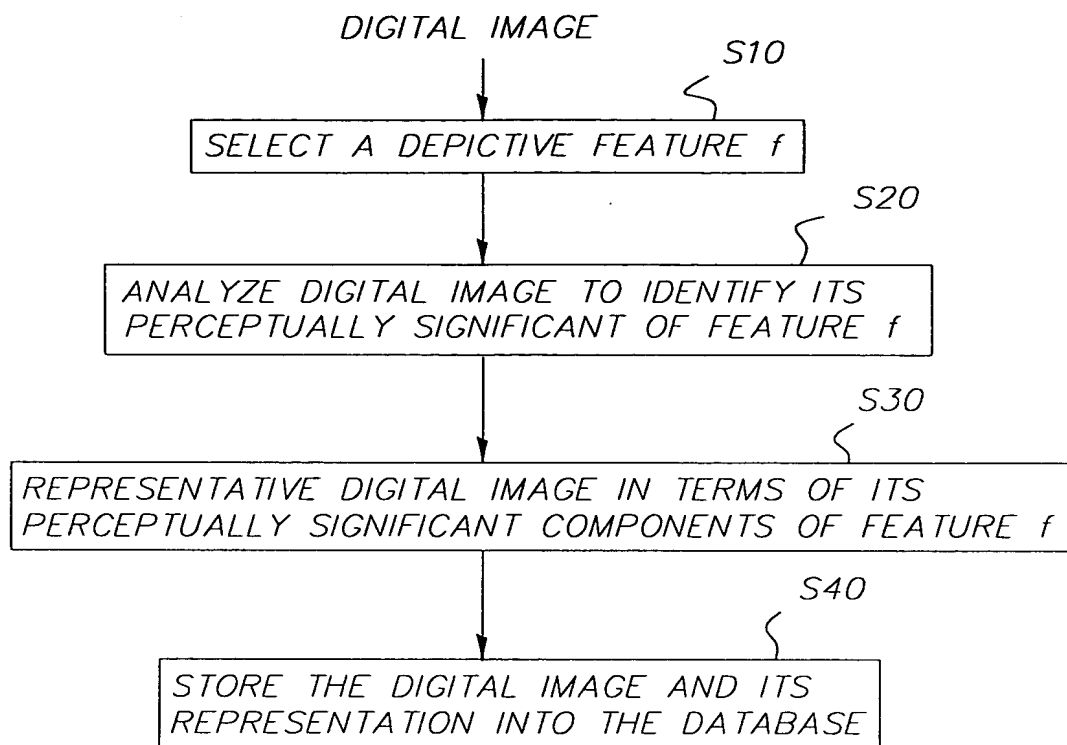 DIGITAL IMAGE
S10
SELECT A DEPICTIVE FEATURE f
S20
ANALYZE DIGITAL IMAGE TO IDENTIFY ITS
PERCEPTUALLY SIGNIFICANT OF FEATURE f
S30
REPRESENTATIVE DIGITAL IMAGE IN TERMS OF ITS
PERCEPTUALLY SIGNIFICANT COMPONENTS OF FEATURE f
S40
STORE THE DIGITAL IMAGE AND ITS
REPRESENTATION INTO THE DATABASE